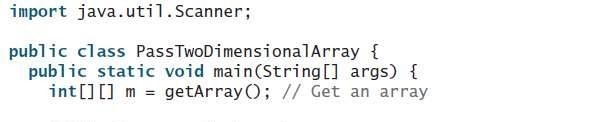 import java.util.Scanner;
public class PassTwoDimensionalArray {
public static void main(String[] args) {
int[][] m = getArray(); // Get an array